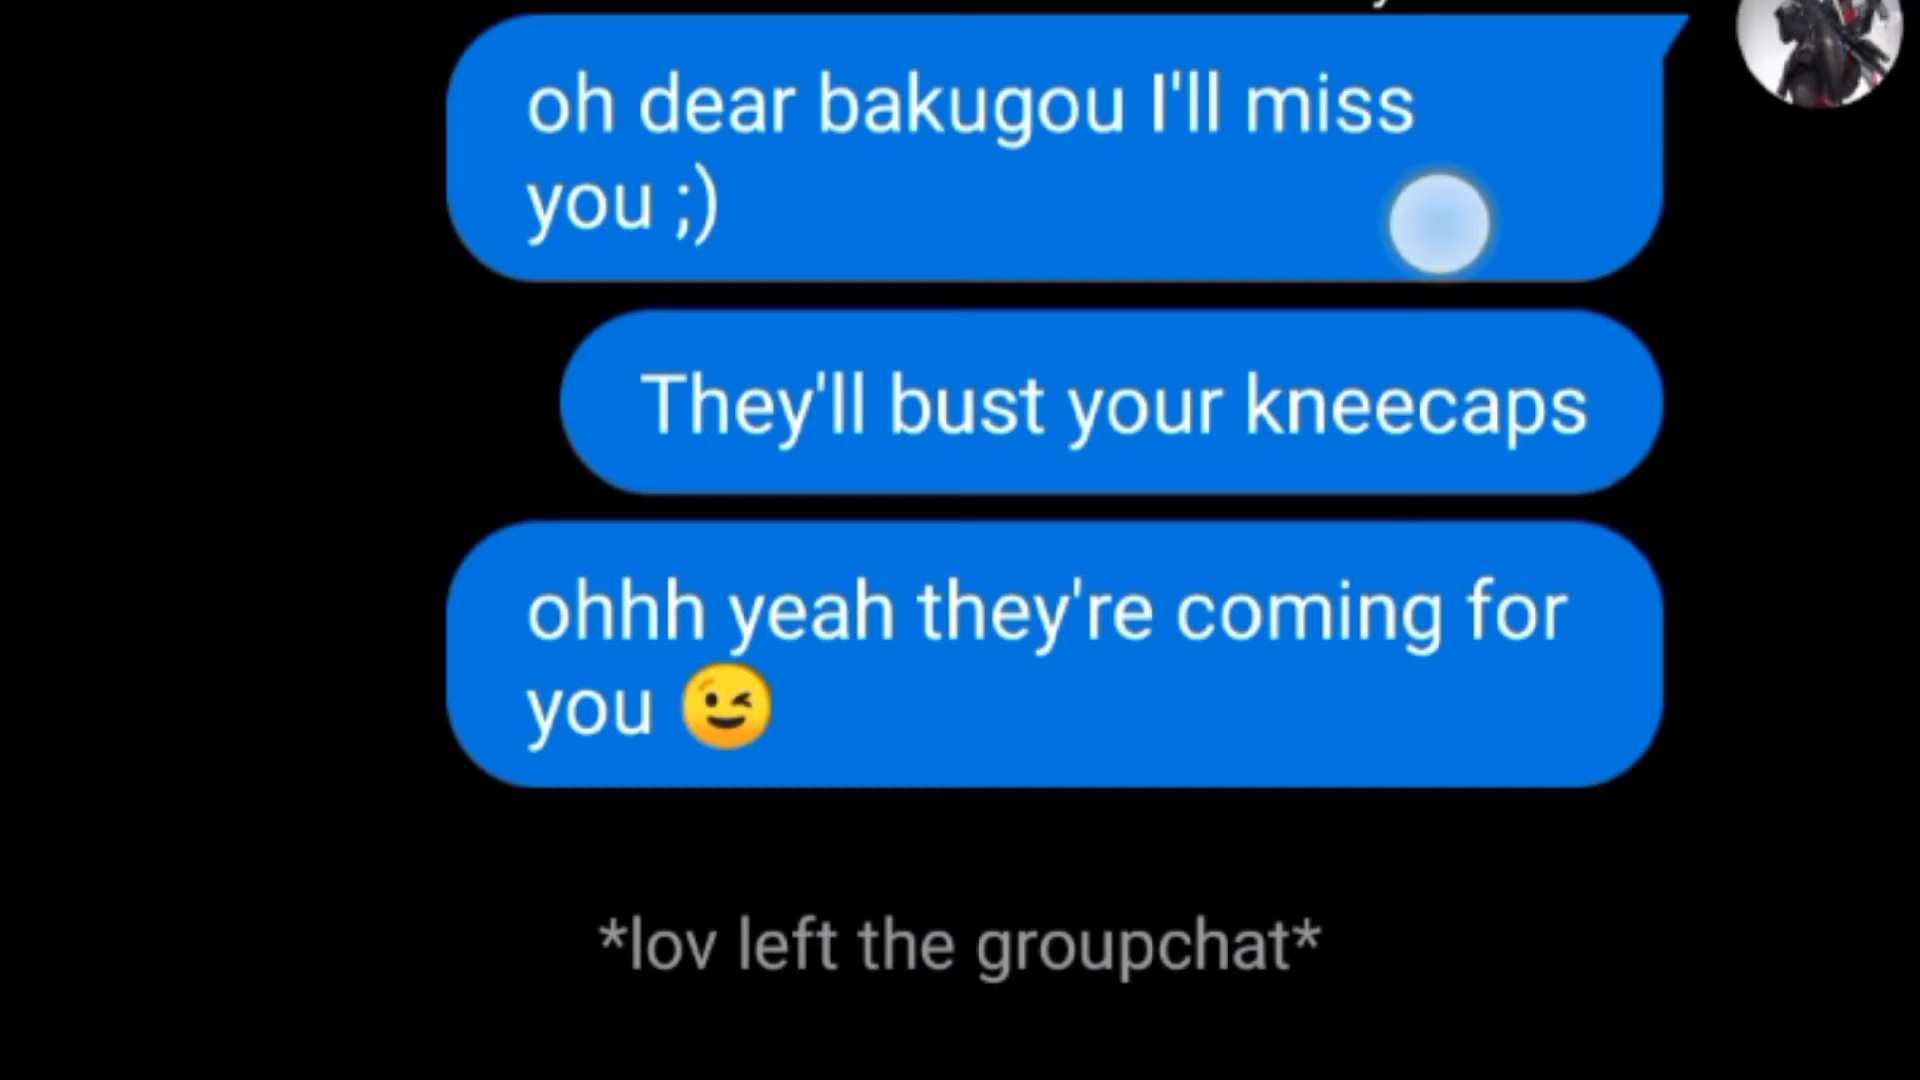 oh dear bakugou I'll miss
you ;)
They'll bust your kneecaps
ohhh yeah they're coming for
you 😉
*lov left the groupchat*